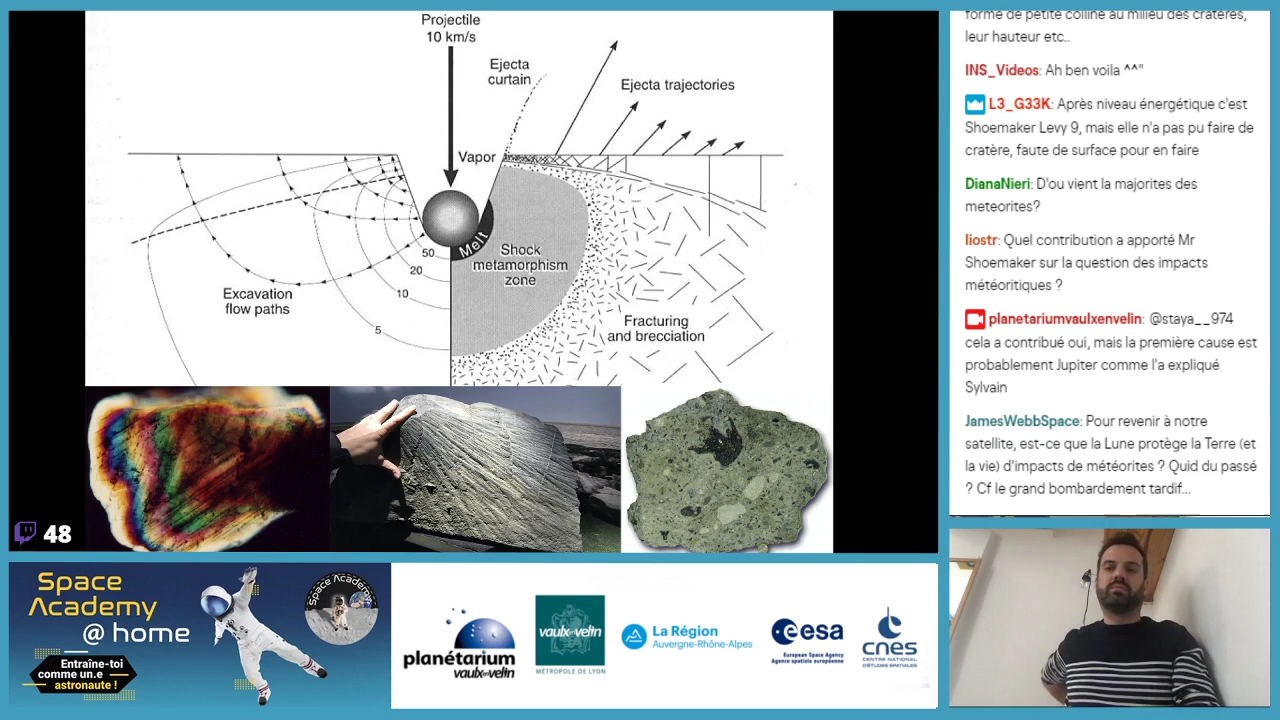 Projectile
10 km/s
Ejecta
curtain
Ejecta trajectories
Vapor
Melt
50
20
10
5
Shock
metamorphism
zone
Excavation
flow paths
Fracturing
and brecciation
48
forme de petite colline au milieu des cratères,
leur hauteur etc..
INS_Videos: Ah ben voila ^^"
L3_G33K: Après niveau énergétique c'est
Shoemaker Levy 9, mais elle n'a pas pu faire de
cratère, faute de surface pour en faire
DianaNieri: D'ou vient la majorites des
meteorites?
liostr: Quel contribution a apporté Mr
Shoemaker sur la question des impacts
météoritiques ?
planetariumvaulxenvelin: @staya__974
cela a contribué oui, mais la première cause est
probablement Jupiter comme l'a expliqué
Sylvain
JamesWebbSpace: Pour revenir à notre
satellite, est-ce que la Lune protège la Terre (et
la vie) d'impacts de météorites ? Quid du passé
? Cf le grand bombardement tardif...
Space
Academy
@ home
Entraîne-toi
comme un.e
astronaute !
Space Academy
planétarium
vaulx en velin
vaulx en velin
MÉTROPOLE DE LYON
La Région
Auvergne-Rhône-Alpes
esa
European Space Agency
Agence spatiale européenne
cnes
CENTRE NATIONAL
D'ÉTUDES SPATIALES